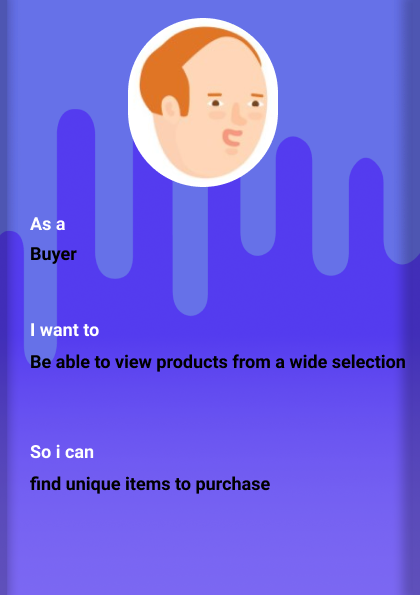 As a
Buyer
I want to
Be able to view products from a wide selection
So i can
find unique items to purchase